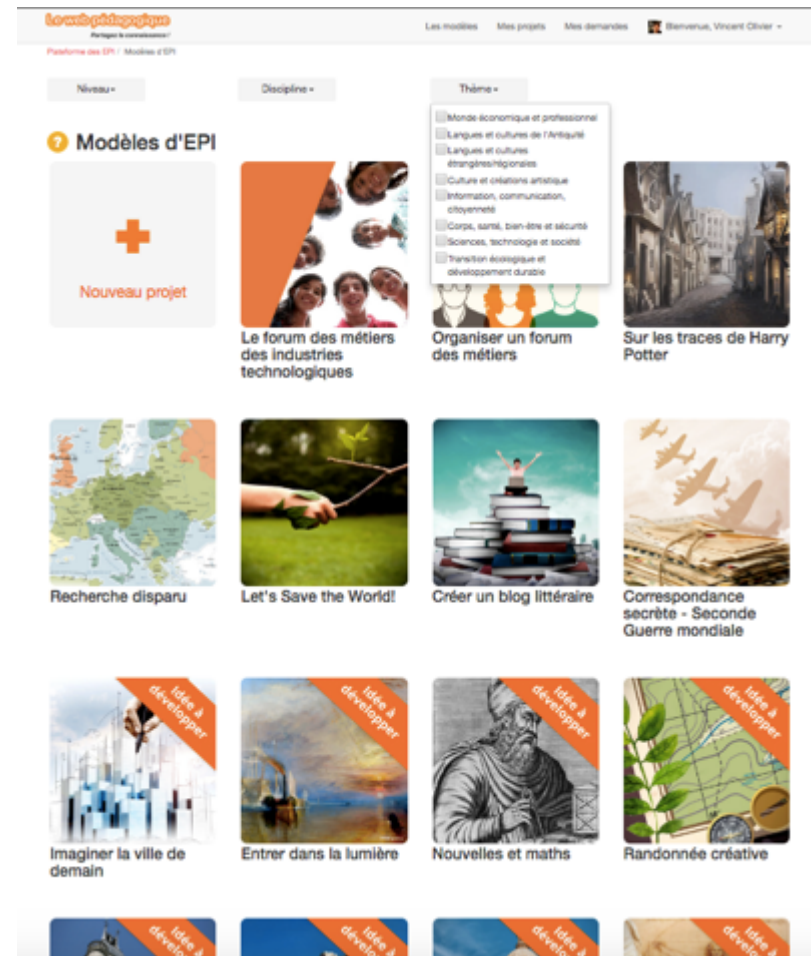 Le web pédagogique
Partagez la connaissance !
Les modèles Mes projets Mes demandes Bienvenue, Vincent Olivier
Plateforme des EPI / Modèles d'EPI
Niveau Discipline Thème
Monde économique et professionnel
Langues et cultures de l'Antiquité
Langues et cultures
étrangères/régionales
Culture et créations artistique
Information, communication,
citoyenneté
Corps, santé, bien-être et sécurité
Sciences, technologie et société
Transition écologique et
développement durable
? Modèles d'EPI
Nouveau projet
Le forum des métiers
des industries
technologiques
Organiser un forum
des métiers
Sur les traces de Harry
Potter
Recherche disparu
Let's Save the World!
Créer un blog littéraire
Correspondance
secrète - Seconde
Guerre mondiale
Idée à
développer
Idée à
développer
Idée à
développer
Idée à
développer
Imaginer la ville de
demain
Entrer dans la lumière
Nouvelles et maths
Randonnée créative
Idée à
Idée à
Idée à
Idée à